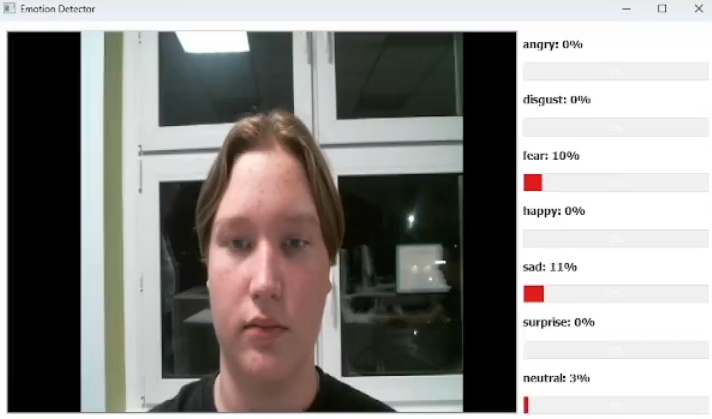 Emotion Detector
angry: 0%
disgust: 0%
fear: 10%
happy: 0%
sad: 11%
surprise: 0%
neutral: 3%